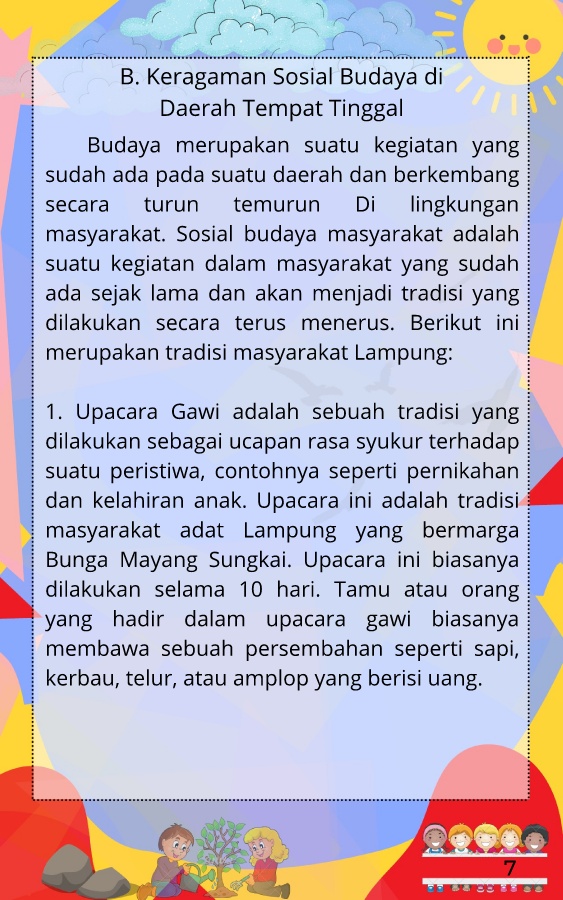 B. Keragaman Sosial Budaya di
Daerah Tempat Tinggal
Budaya merupakan suatu kegiatan yang
sudah ada pada suatu daerah dan berkembang
secara turun temurun Di lingkungan
masyarakat. Sosial budaya masyarakat adalah
suatu kegiatan dalam masyarakat yang sudah
ada sejak lama dan akan menjadi tradisi yang
dilakukan secara terus menerus. Berikut ini
merupakan tradisi masyarakat Lampung:
1. Upacara Gawi adalah sebuah tradisi yang
dilakukan sebagai ucapan rasa syukur terhadap
suatu peristiwa, contohnya seperti pernikahan
dan kelahiran anak. Upacara ini adalah tradisi
masyarakat adat Lampung yang bermarga
Bunga Mayang Sungkai. Upacara ini biasanya
dilakukan selama 10 hari. Tamu atau orang
yang hadir dalam upacara gawi biasanya
membawa sebuah persembahan seperti sapi,
kerbau, telur, atau amplop yang berisi uang.
7